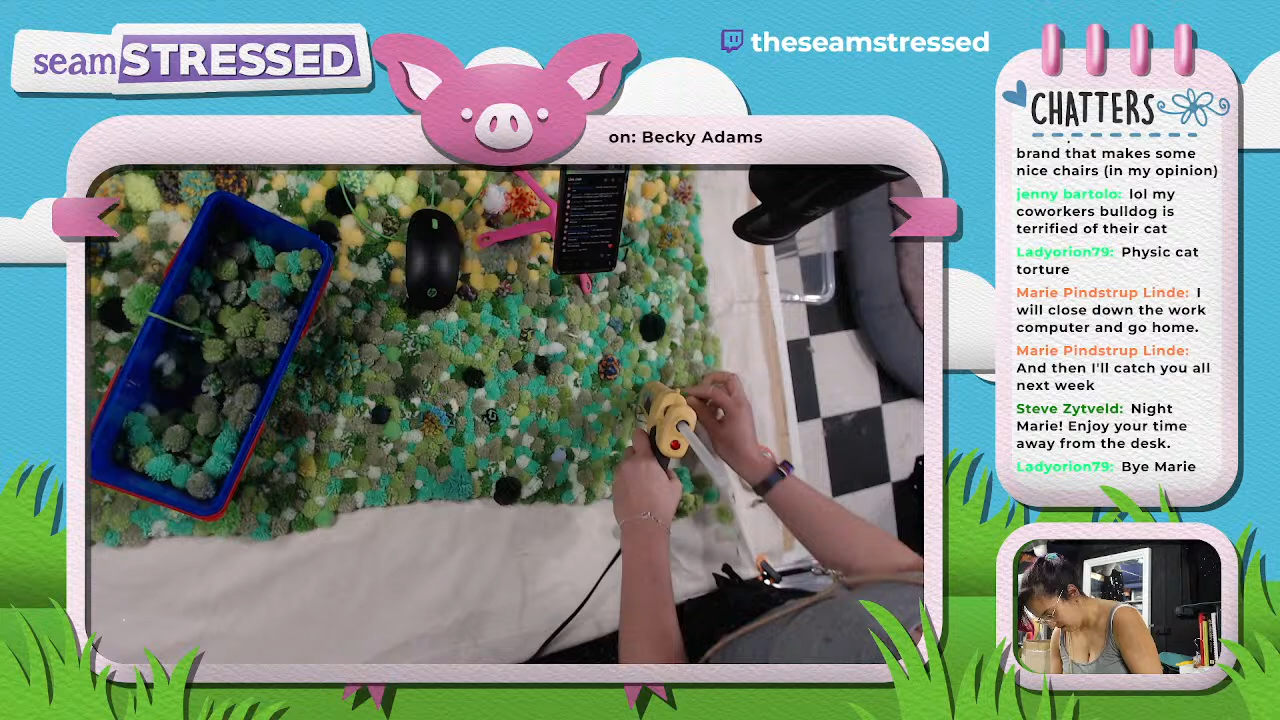 seamSTRESSED
theseamstressed
on: Becky Adams
CHATTERS
brand that makes some
nice chairs (in my opinion)
jenny bartolo: lol my
coworkers bulldog is
terrified of their cat
Ladyorion79: Physic cat
torture
Marie Pindstrup Linde: I
will close down the work
computer and go home.
Marie Pindstrup Linde:
And then I'll catch you all
next week
Steve Zytveld: Night
Marie! Enjoy your time
away from the desk.
Ladyorion79: Bye Marie